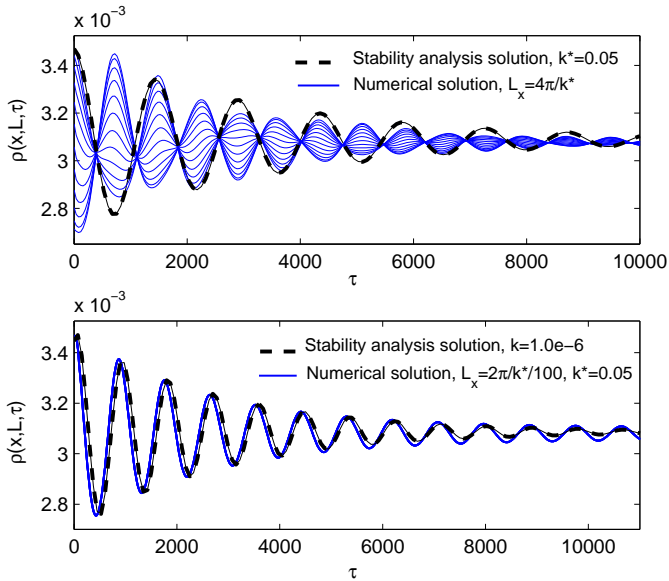 x 10⁻³
3.4
3.2
3
2.8
ρ(x,L,τ)
Stability analysis solution, k*=0.05
Numerical solution, L_x=4π/k*
0 2000 4000 6000 8000 10000
τ
x 10⁻³
3.4
3.2
3
2.8
ρ(x,L,τ)
Stability analysis solution, k=1.0e−6
Numerical solution, L_x=2π/k*/100, k*=0.05
0 2000 4000 6000 8000 10000
τ